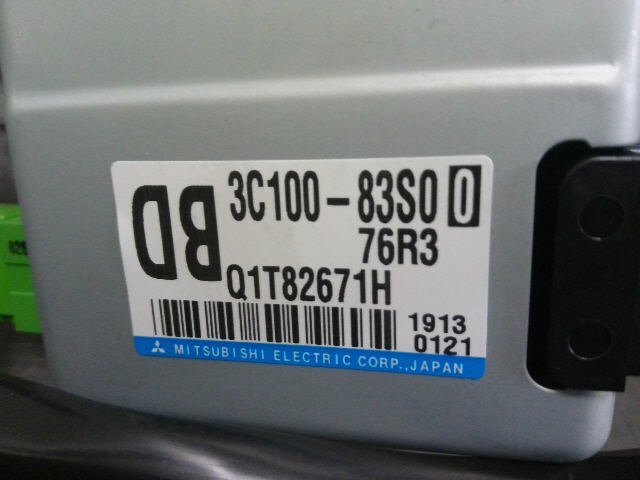 BD
3C100-83S0 0
76R3
Q1T82671H
1913
0121
MITSUBISHI ELECTRIC CORP.,JAPAN